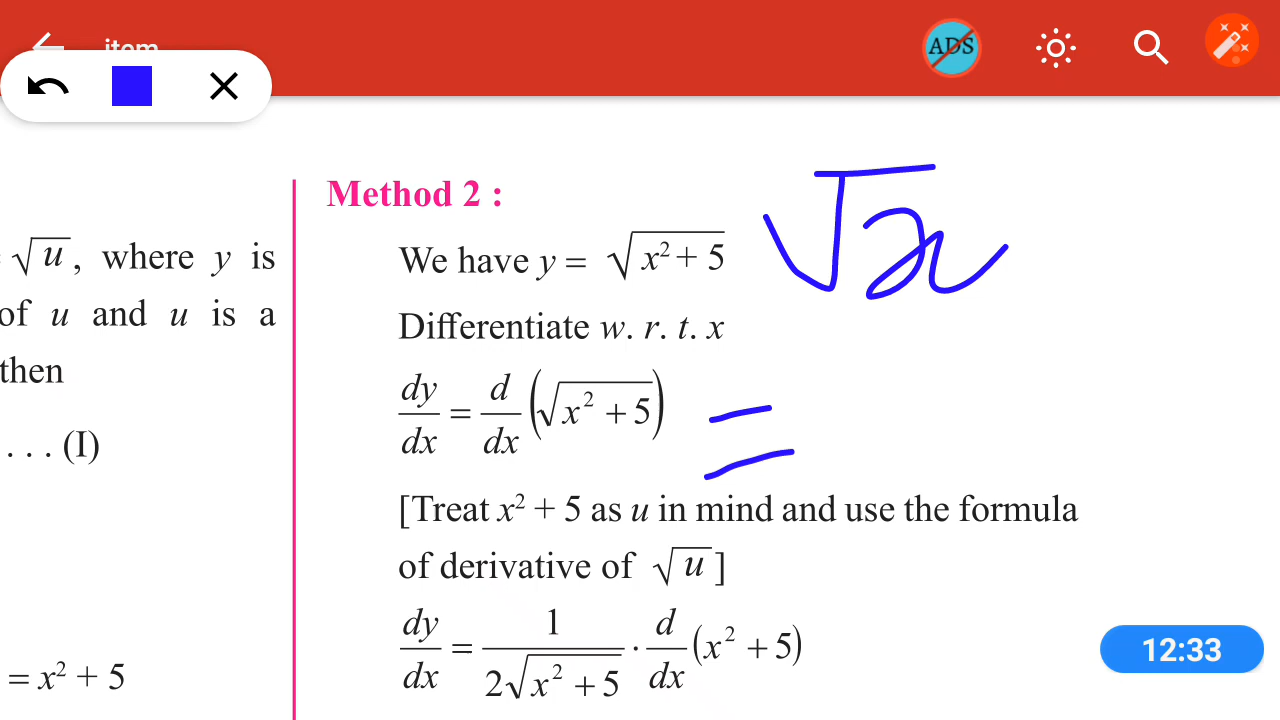 item
ADS
√u, where y is
of u and u is a
then
. . . (I)
= x² + 5
Method 2 :
We have y = √(x² + 5)
√x
Differentiate w. r. t. x
dy/dx = d/dx (√(x² + 5)) =
[Treat x² + 5 as u in mind and use the formula
of derivative of √u ]
dy/dx = 1/(2√(x² + 5)) · d/dx (x² + 5)
12:33